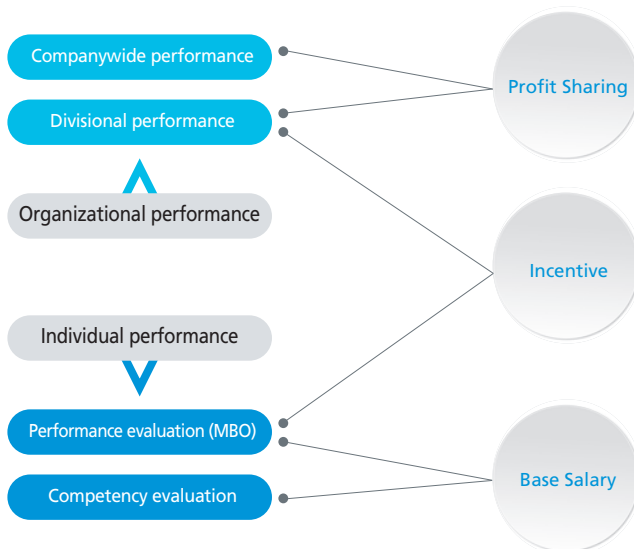 Companywide performance
Profit Sharing
Divisional performance
Organizational performance
Incentive
Individual performance
Performance evaluation (MBO)
Base Salary
Competency evaluation